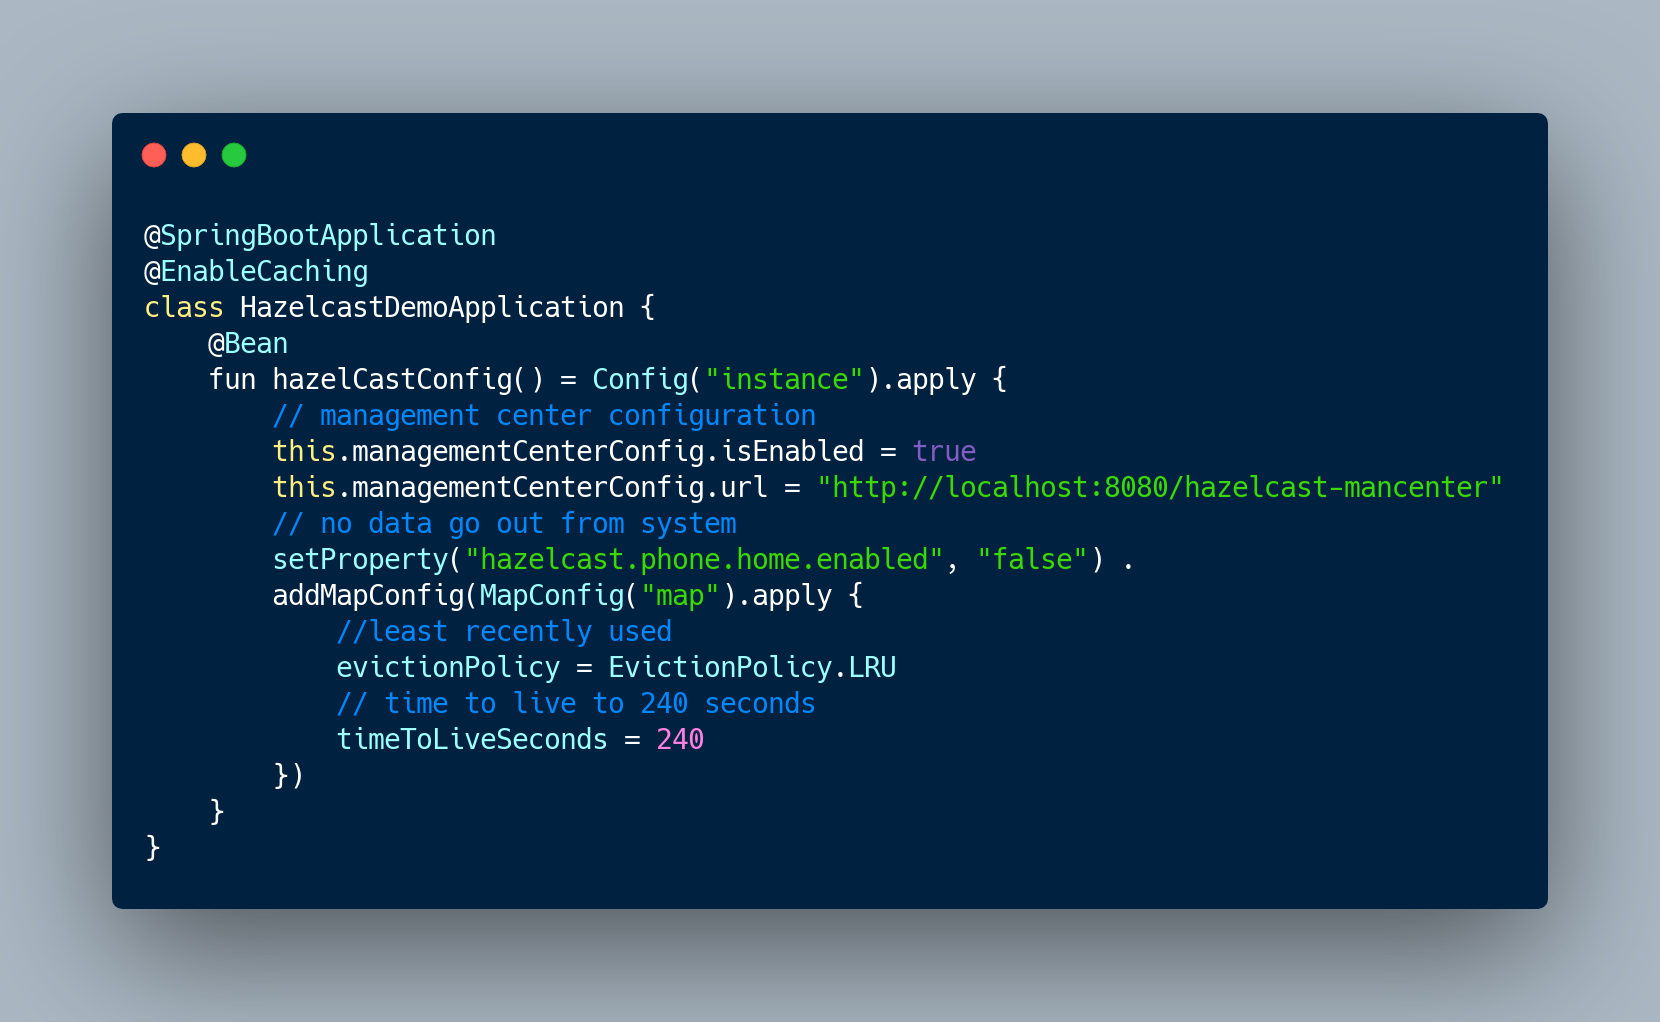 @SpringBootApplication
@EnableCaching
class HazelcastDemoApplication {
    @Bean
    fun hazelCastConfig() = Config("instance").apply {
        // management center configuration
        this.managementCenterConfig.isEnabled = true
        this.managementCenterConfig.url = "http://localhost:8080/hazelcast-mancenter"
        // no data go out from system
        setProperty("hazelcast.phone.home.enabled", "false") .
        addMapConfig(MapConfig("map").apply {
            //least recently used
            evictionPolicy = EvictionPolicy.LRU
            // time to live to 240 seconds
            timeToLiveSeconds = 240
        })
    }
}